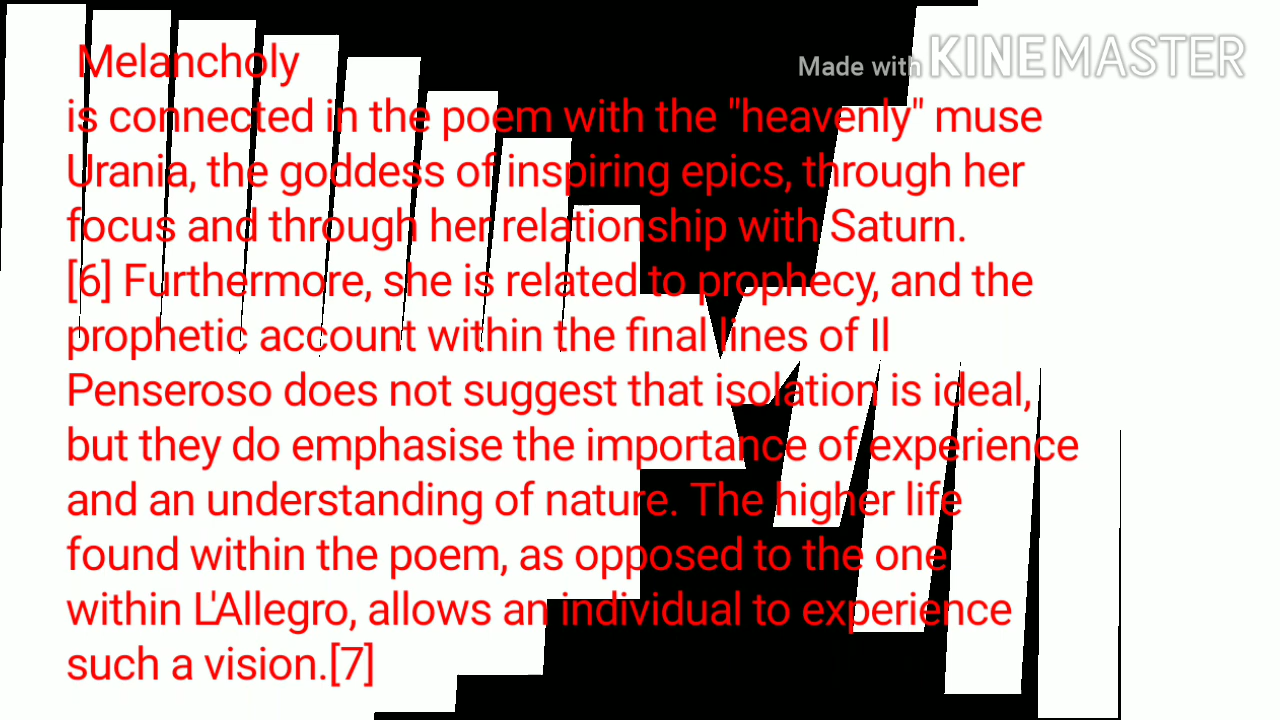 Melancholy
Made with KINEMASTER
is connected in the poem with the "heavenly" muse
Urania, the goddess of inspiring epics, through her
focus and through her relationship with Saturn.
[6] Furthermore, she is related to prophecy, and the
prophetic account within the final lines of Il
Penseroso does not suggest that isolation is ideal,
but they do emphasise the importance of experience
and an understanding of nature. The higher life
found within the poem, as opposed to the one
within L'Allegro, allows an individual to experience
such a vision.[7]